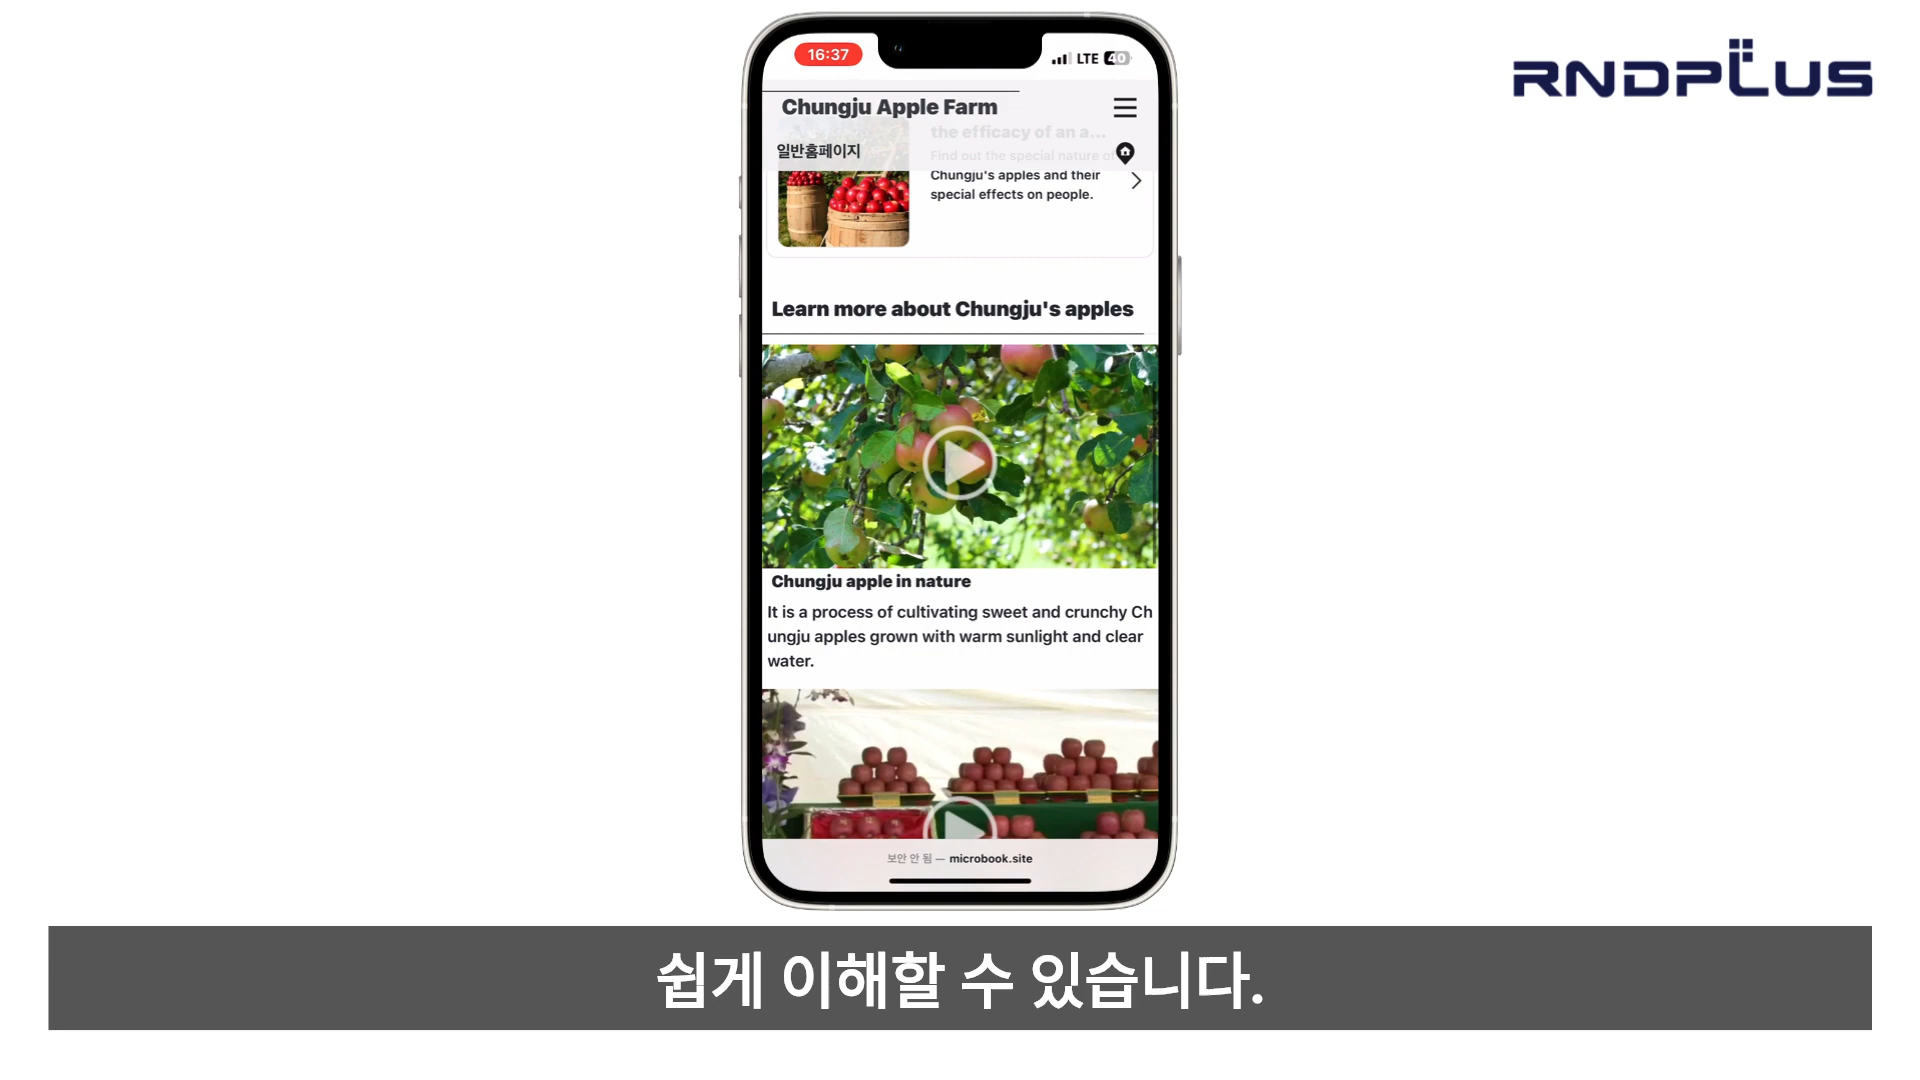 RNDPLUS
16:37
LTE 40
Chungju Apple Farm
the efficacy of an a...
일반홈페이지
Find out the special nature of
Chungju's apples and their
special effects on people.
Learn more about Chungju's apples
Chungju apple in nature
It is a process of cultivating sweet and crunchy Ch
ungju apples grown with warm sunlight and clear
water.
보안 안 됨 — microbook.site
쉽게 이해할 수 있습니다.